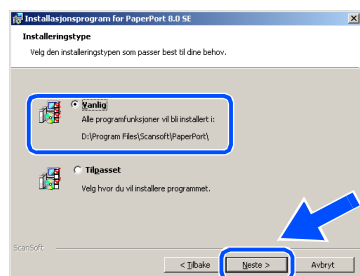 Installasjonsprogram for PaperPort 8.0 SE
Installeringstype
Velg den installeringstypen som passer best til dine behov.
Vanlig
Alle programfunksjoner vil bli installert i:
D:\Program Files\Scansoft\PaperPort\
Tilpasset
Velg hvor du vil installere programmet.
ScanSoft
< Tilbake
Neste >
Avbryt